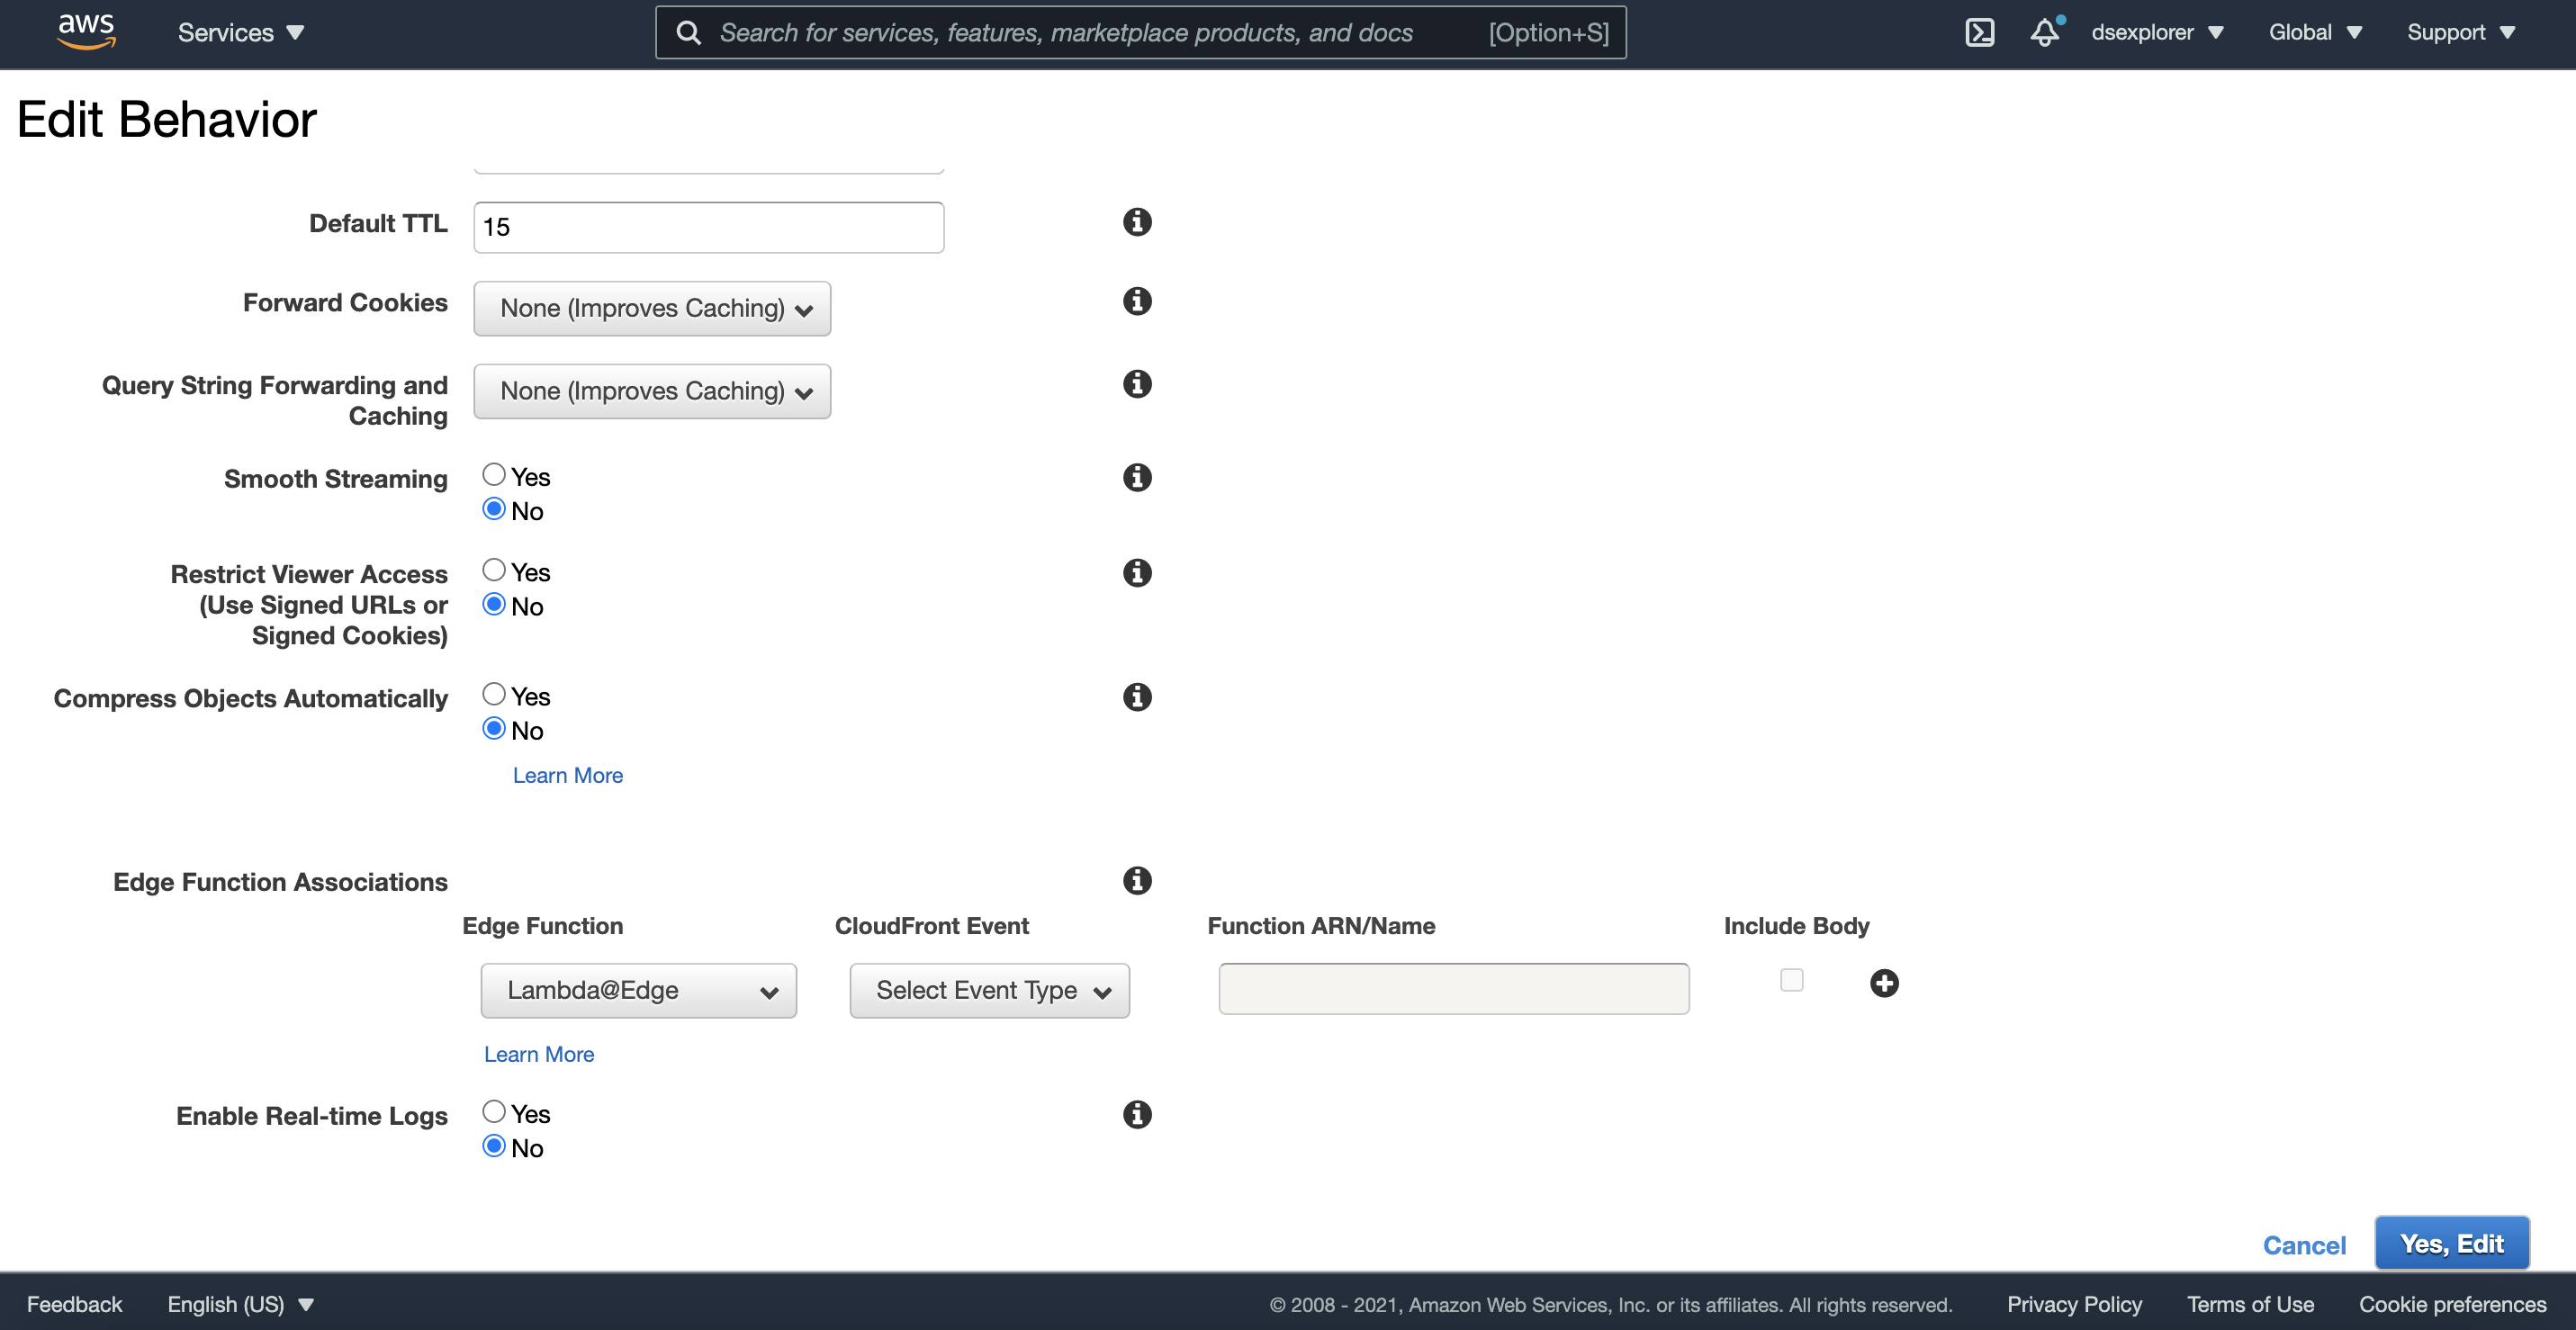 aws
Services
Search for services, features, marketplace products, and docs [Option+S]
dsexplorer
Global
Support
Edit Behavior
Default TTL
15
Forward Cookies
None (Improves Caching)
Query String Forwarding and
Caching
None (Improves Caching)
Smooth Streaming
Yes
No
Restrict Viewer Access
(Use Signed URLs or
Signed Cookies)
Yes
No
Compress Objects Automatically
Yes
No
Learn More
Edge Function Associations
Edge Function
CloudFront Event
Function ARN/Name
Include Body
Lambda@Edge
Select Event Type
Learn More
Enable Real-time Logs
Yes
No
Cancel
Yes, Edit
Feedback
English (US)
© 2008 - 2021, Amazon Web Services, Inc. or its affiliates. All rights reserved.
Privacy Policy
Terms of Use
Cookie preferences